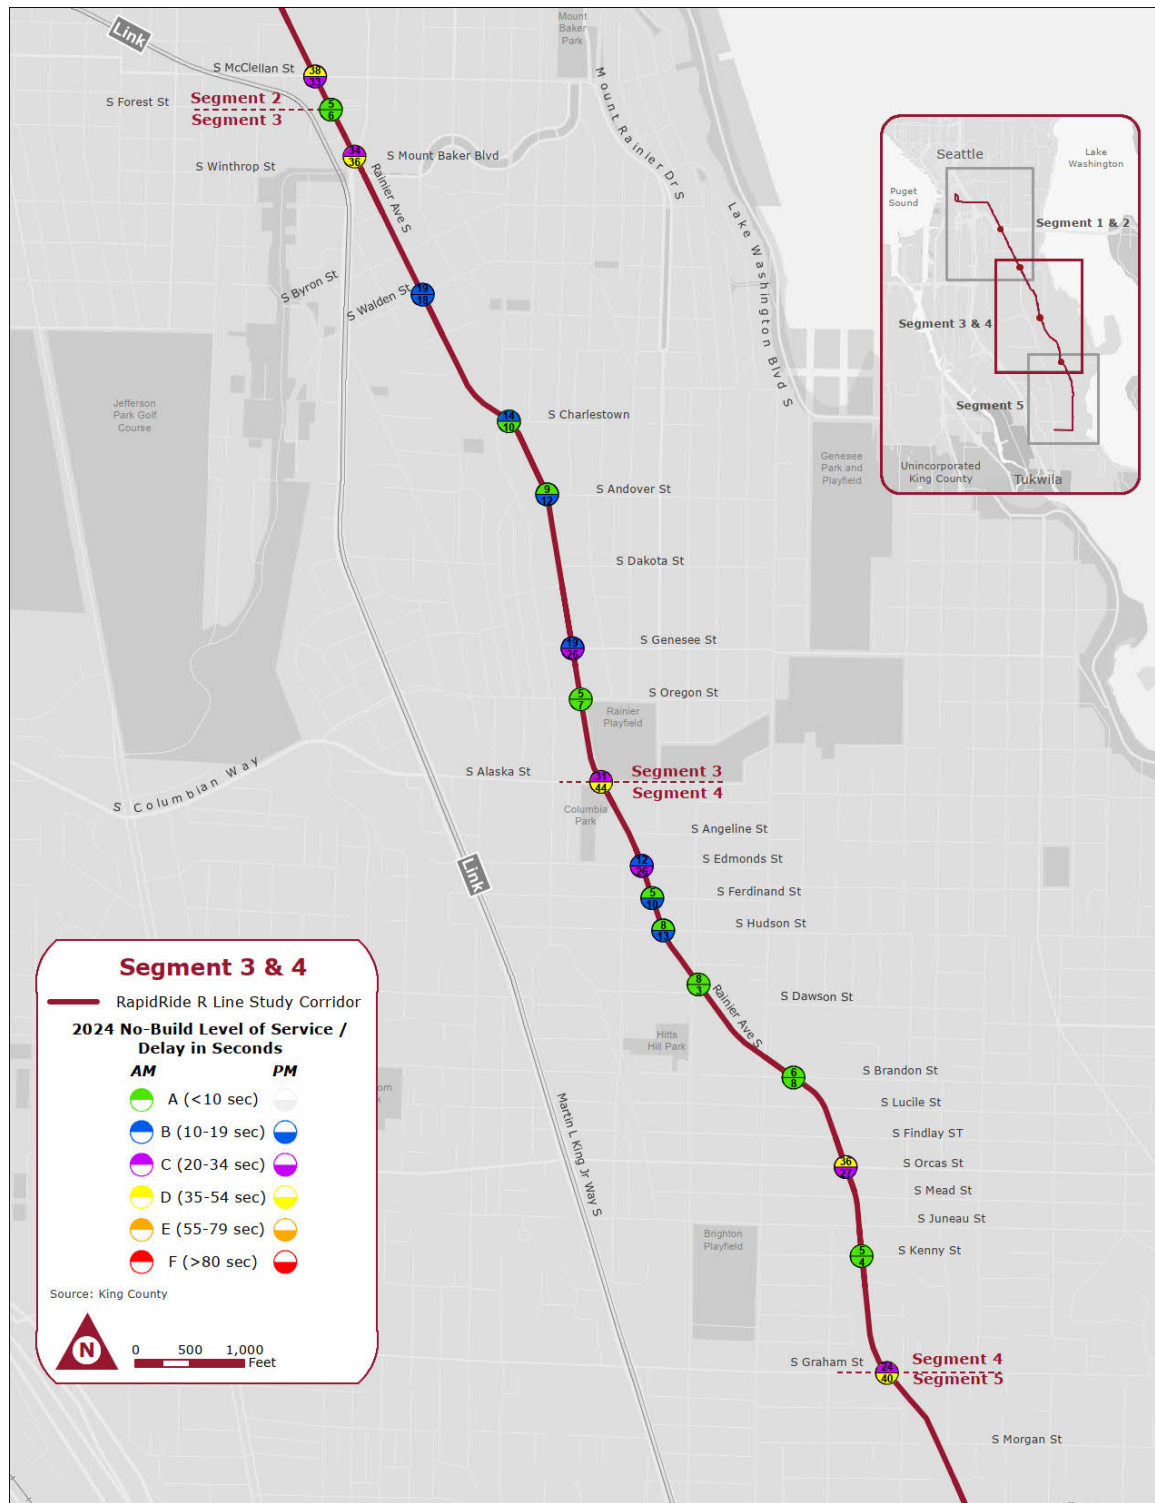 Link
Mount
Baker
Park
S McClellan St
38
33
S Forest St
Segment 2
Segment 3
5
6
34
36
S Mount Baker Blvd
S Winthrop St
Rainier Ave S
Mount Rainier Dr S
Lake Washington Blvd S
S Byron St
S Walden St
19
18
Jefferson
Park Golf
Course
14
10
S Charlestown
9
12
S Andover St
Genesee
Park and
Playfield
S Dakota St
19
26
S Genesee St
5
7
S Oregon St
Rainier
Playfield
S Alaska St
31
44
Segment 3
Segment 4
S Columbian Way
Columbia
Park
S Angeline St
Link
12
26
S Edmonds St
5
10
S Ferdinand St
8
13
S Hudson St
8
3
Rainier Ave S
S Dawson St
Hitts
Hill Park
6
8
S Brandon St
S Lucile St
S Findlay ST
Martin L King Jr Way S
36
27
S Orcas St
S Mead St
S Juneau St
Brighton
Playfield
5
4
S Kenny St
S Graham St
24
40
Segment 4
Segment 5
S Morgan St
Seattle
Lake
Washington
Puget
Sound
Segment 1 & 2
Segment 3 & 4
Segment 5
Unincorporated
King County
Tukwila
Segment 3 & 4
RapidRide R Line Study Corridor
2024 No-Build Level of Service /
Delay in Seconds
AM PM
A (<10 sec)
B (10-19 sec)
C (20-34 sec)
D (35-54 sec)
E (55-79 sec)
F (>80 sec)
Source: King County
N
0 500 1,000
Feet